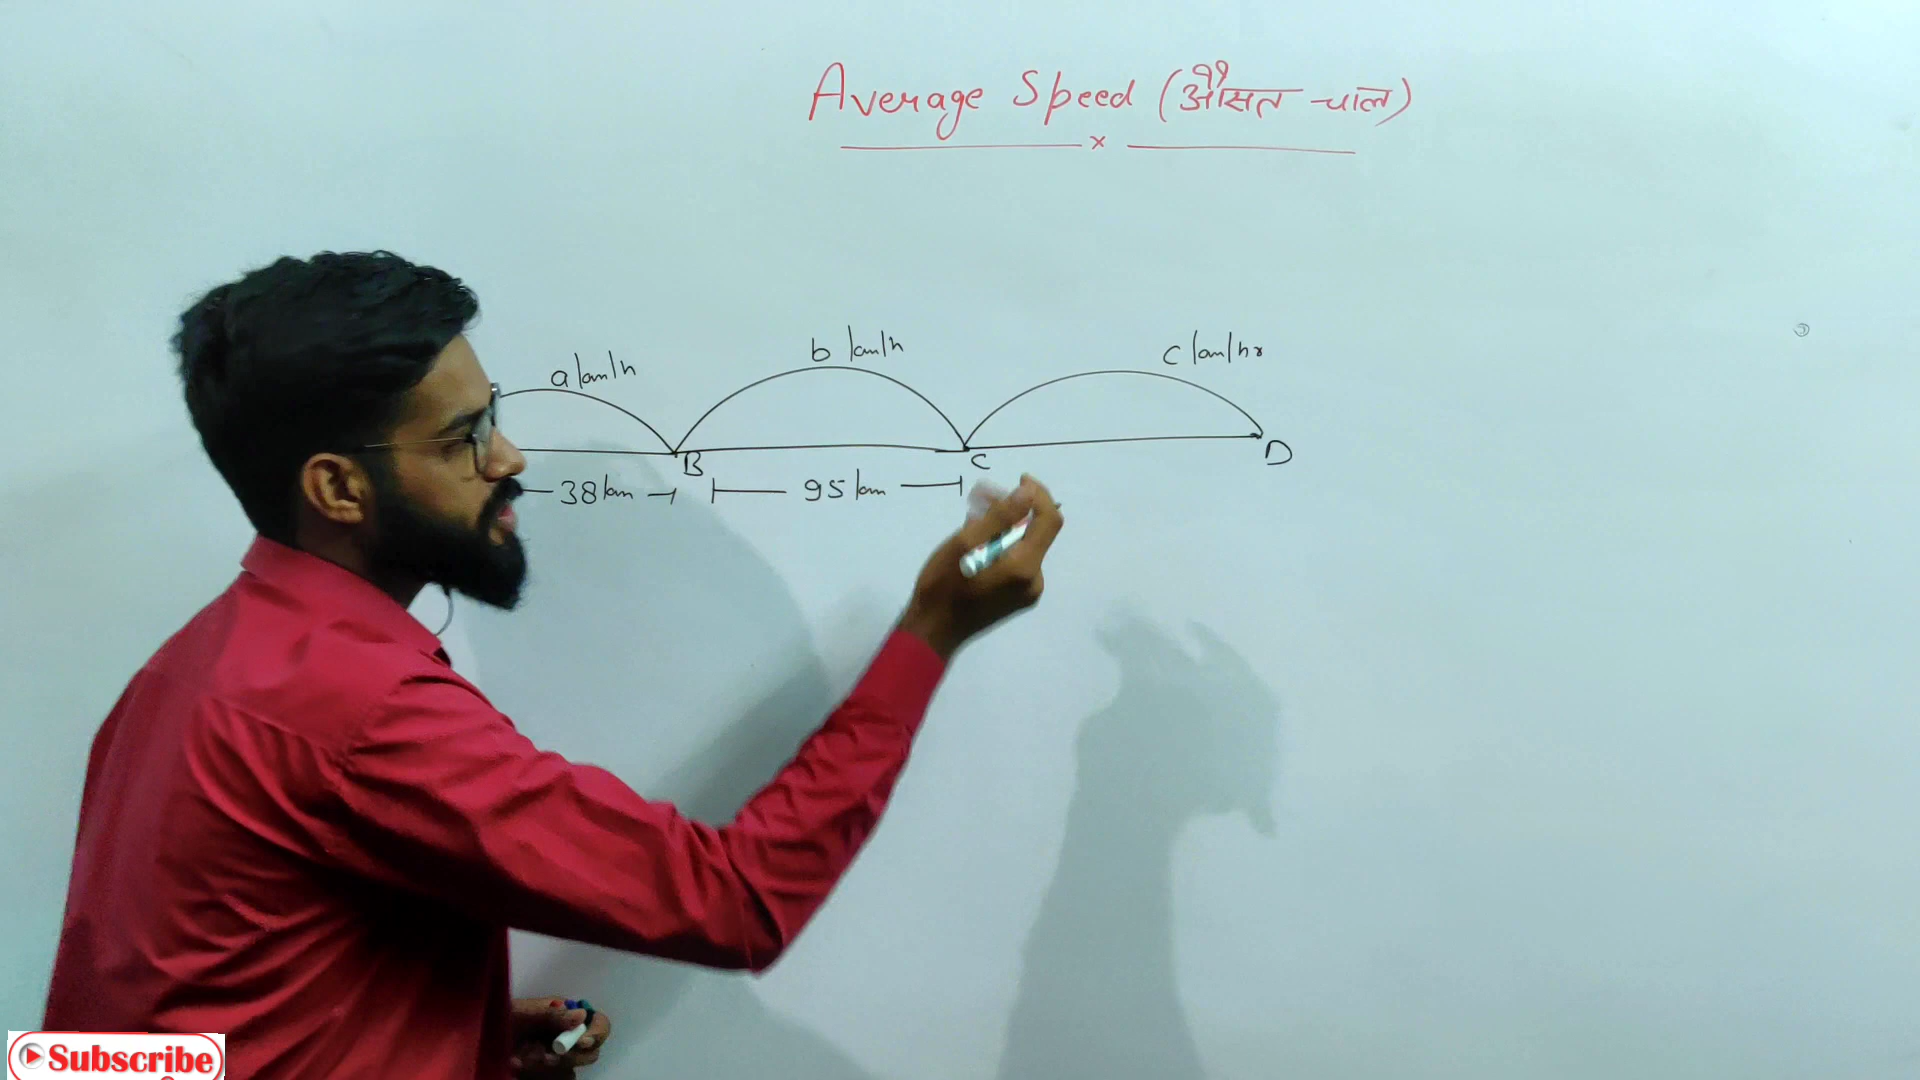 Average Speed (औसत चाल)
x
a km/h
b km/h
c km/hr
B
C
D
38 km
95 km
Subscribe